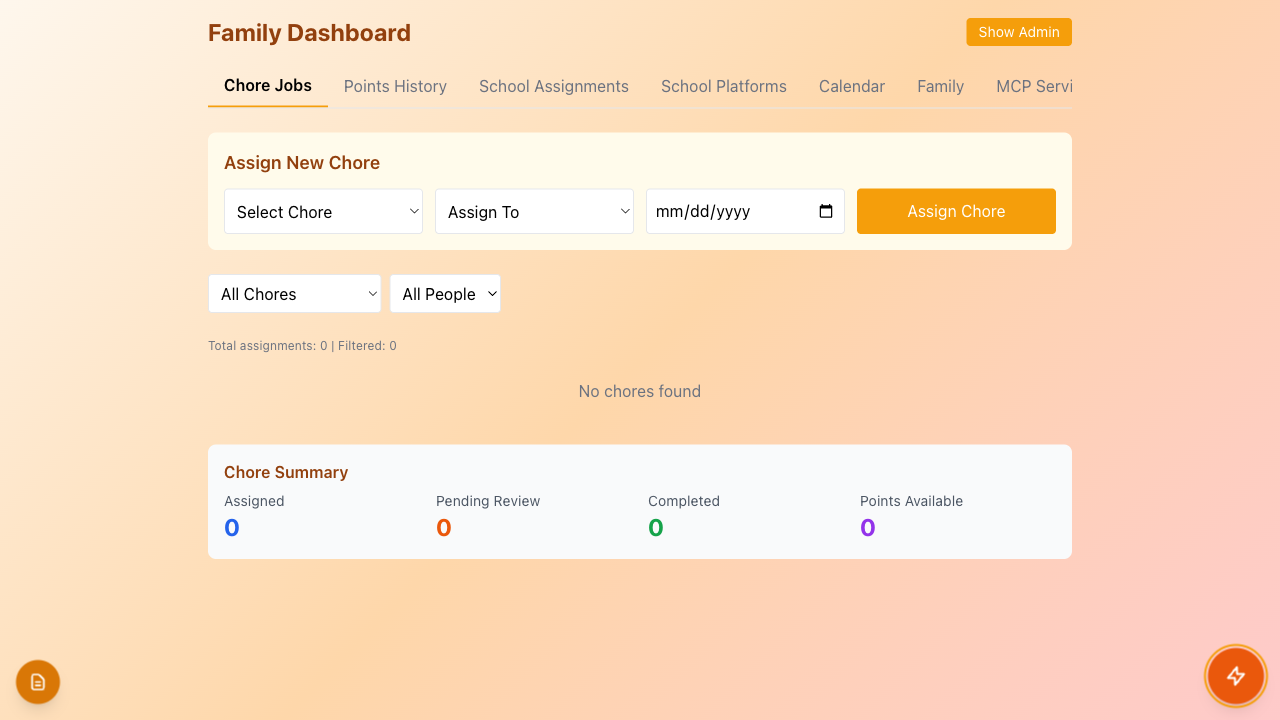 Family Dashboard
Show Admin
Chore Jobs
Points History
School Assignments
School Platforms
Calendar
Family
MCP Servi
Assign New Chore
Select Chore
Assign To
mm/dd/yyyy
Assign Chore
All Chores
All People
Total assignments: 0 | Filtered: 0
No chores found
Chore Summary
Assigned
Pending Review
Completed
Points Available
0
0
0
0